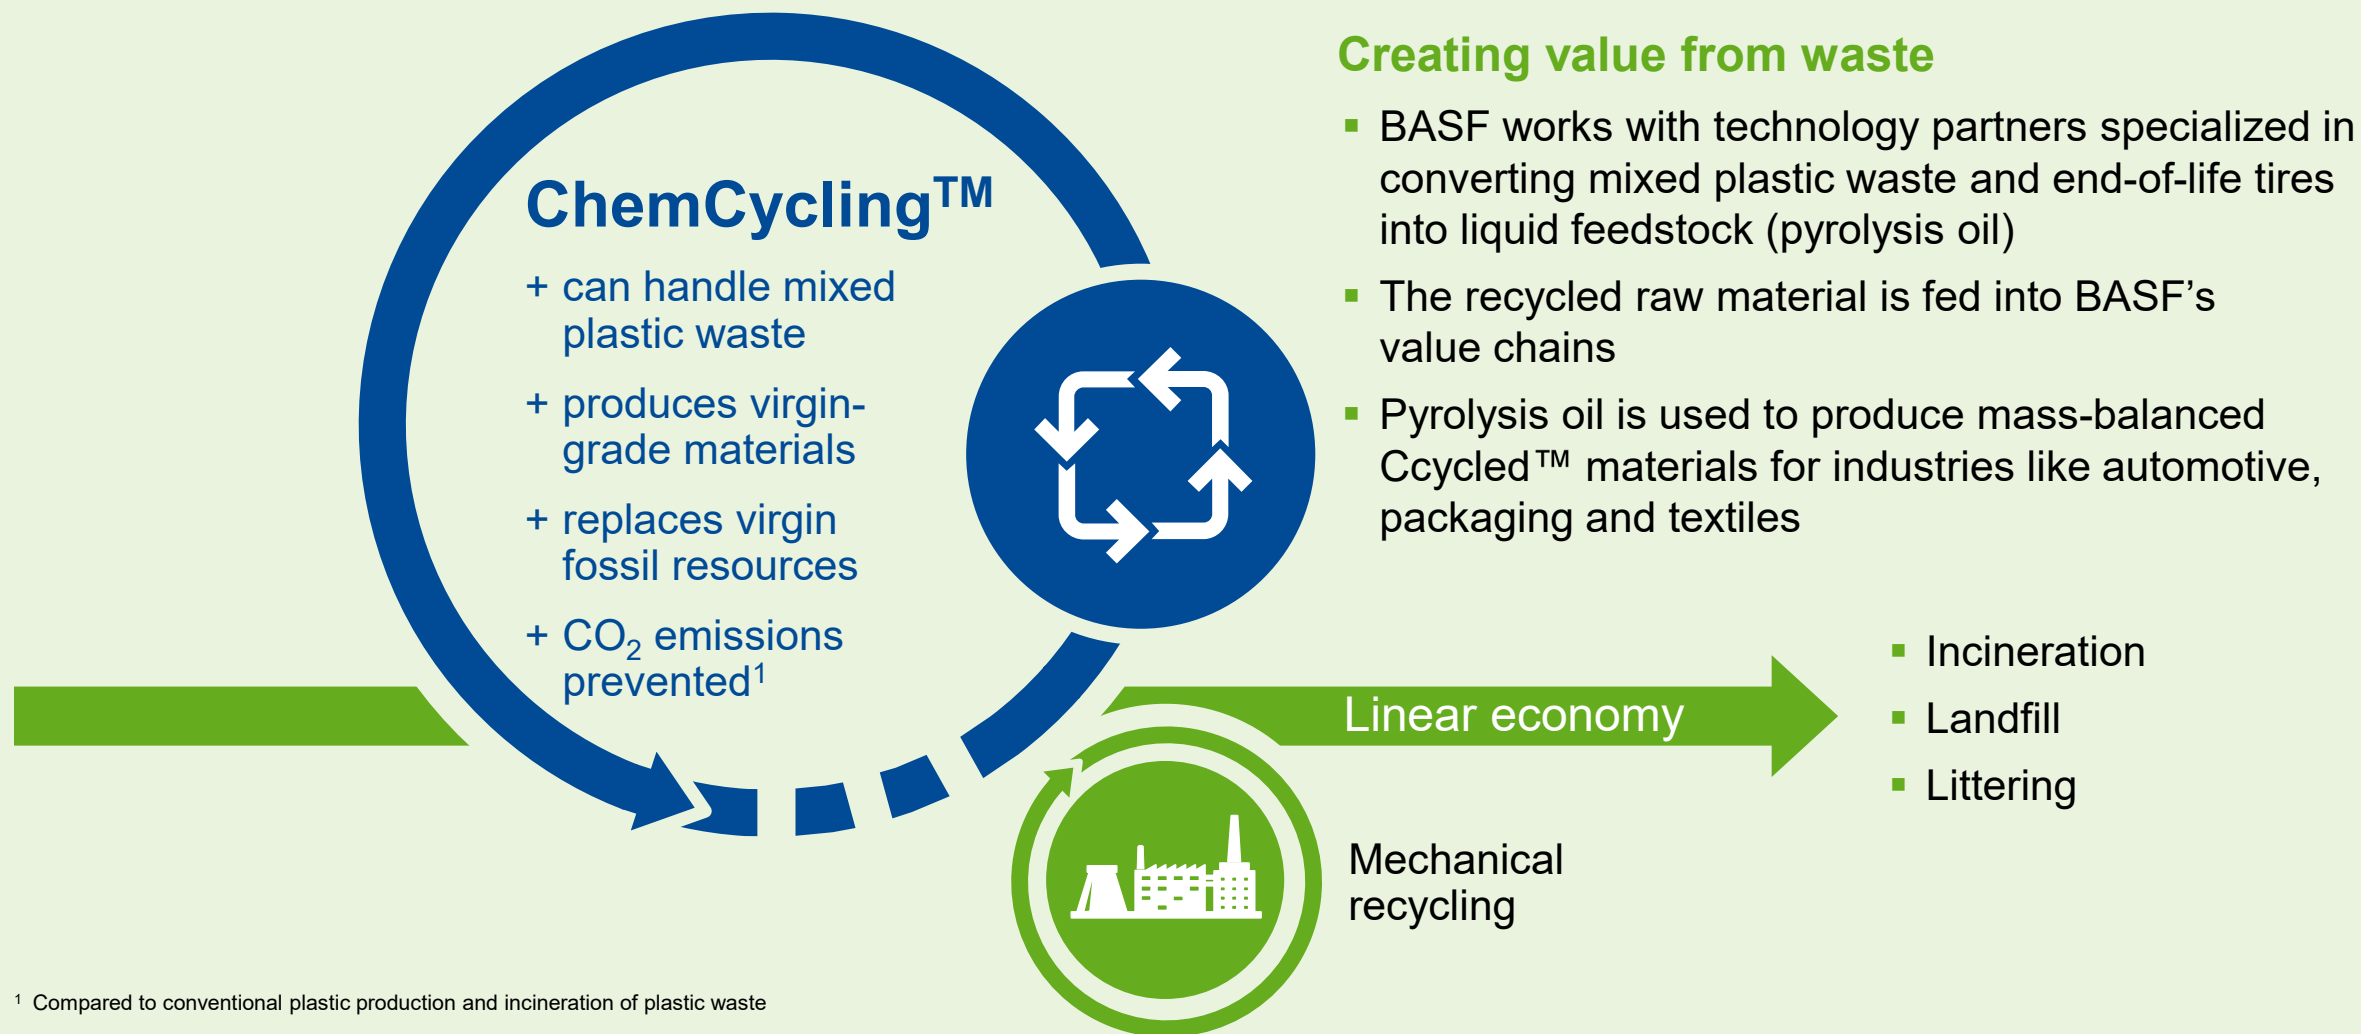 ChemCycling™
+ can handle mixed
plastic waste
+ produces virgin-
grade materials
+ replaces virgin
fossil resources
+ CO₂ emissions
prevented¹
Creating value from waste
▪ BASF works with technology partners specialized in
converting mixed plastic waste and end-of-life tires
into liquid feedstock (pyrolysis oil)
▪ The recycled raw material is fed into BASF’s
value chains
▪ Pyrolysis oil is used to produce mass-balanced
Ccycled™ materials for industries like automotive,
packaging and textiles
Linear economy
▪ Incineration
▪ Landfill
▪ Littering
Mechanical
recycling
¹ Compared to conventional plastic production and incineration of plastic waste